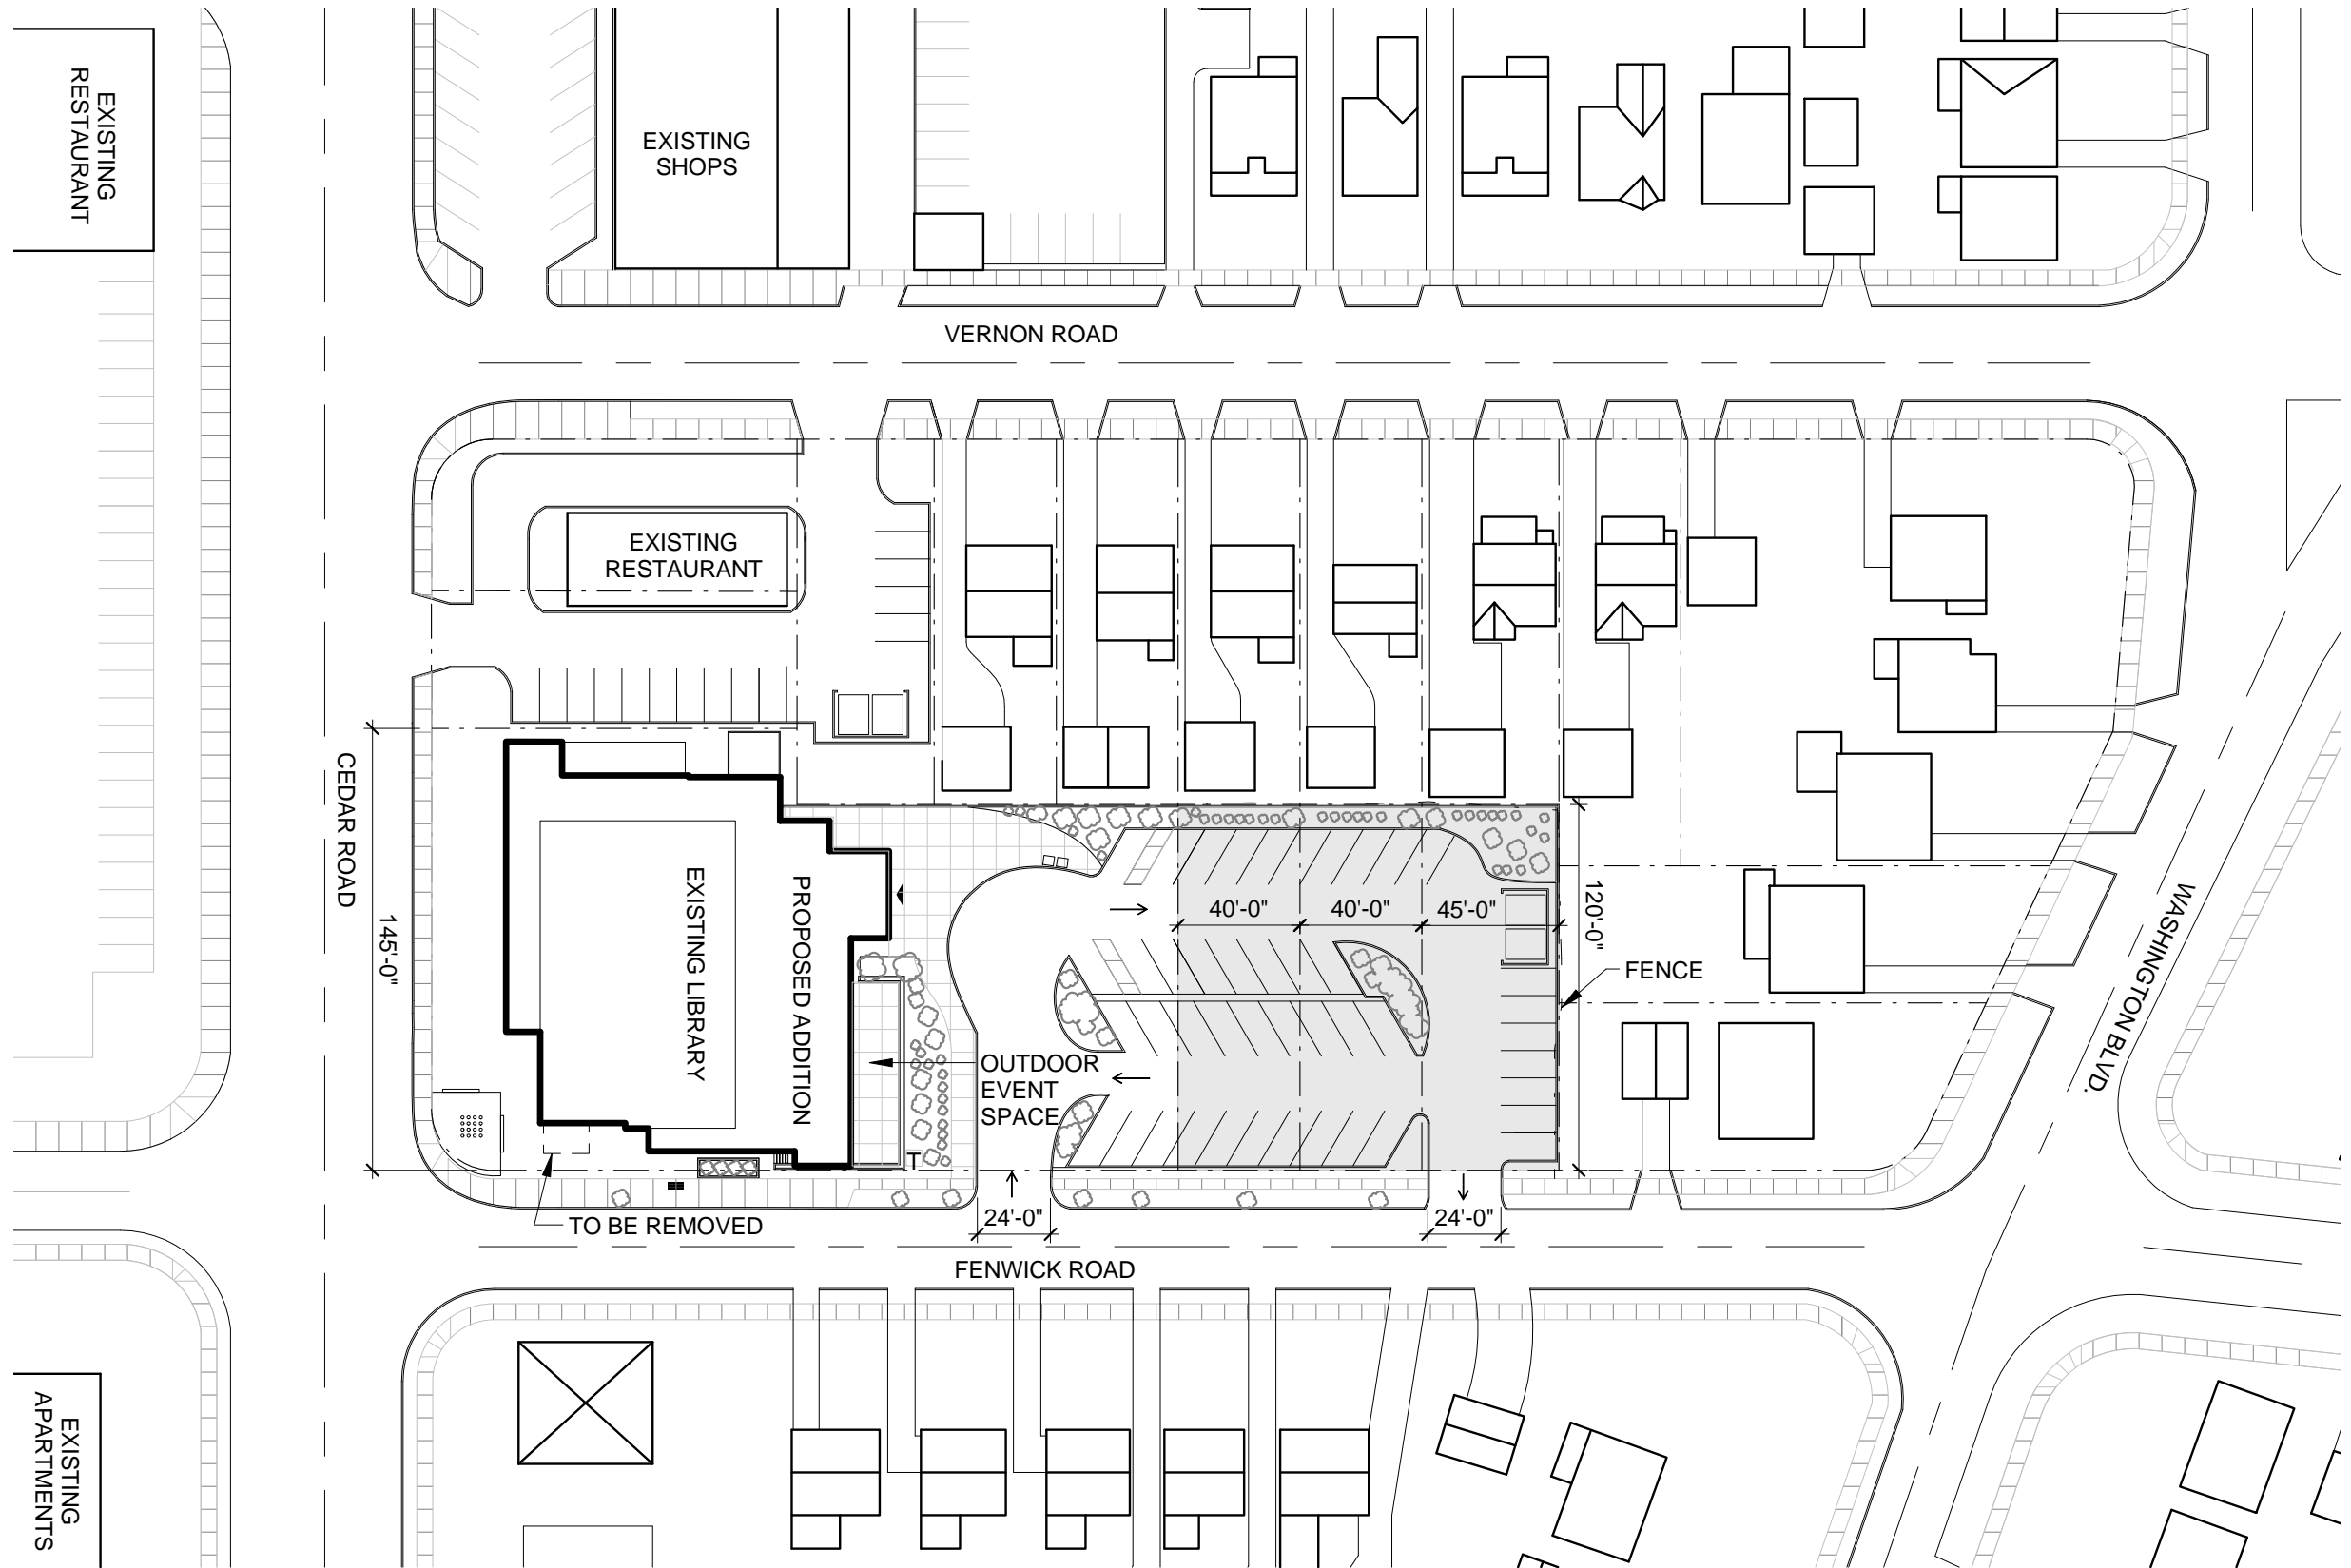 EXISTING
RESTAURANT
EXISTING
SHOPS
VERNON ROAD
EXISTING
RESTAURANT
CEDAR ROAD
145'-0"
EXISTING LIBRARY
PROPOSED ADDITION
40'-0"
40'-0"
45'-0"
120'-0"
FENCE
WASHINGTON BLVD.
OUTDOOR
EVENT
SPACE
T
TO BE REMOVED
24'-0"
24'-0"
FENWICK ROAD
EXISTING
APARTMENTS